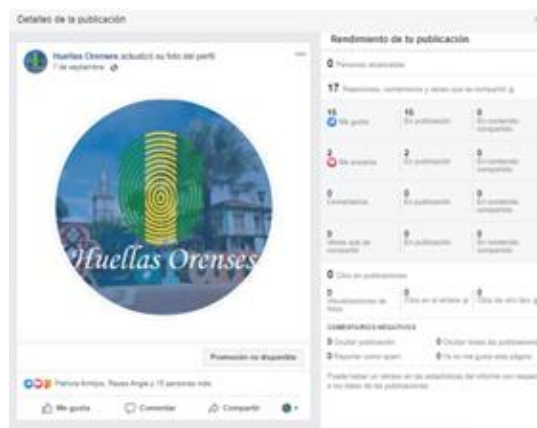 Detalles de la publicación
Huellas Orenses actualizó su foto del perfil
7 de septiembre
Huellas Orenses
Promoción no disponible
Patricia Armijos, Reyes Angie y 15 personas más
Me gusta Comentar Compartir
Rendimiento de tu publicación
0 Personas alcanzadas
17 Reacciones, comentarios y veces que se compartió
15 15 0
Me gusta En publicación En contenido compartido
2 2 0
Me encanta En publicación En contenido compartido
0 0 0
Comentarios En publicación En contenido compartido
0 0 0
Veces que se compartió En publicación En contenido compartido
0 Clics en publicaciones
0 0 0
Visualizaciones de fotos Clics en el enlace Clics de otro tipo
COMENTARIOS NEGATIVOS
0 Ocultar publicación 0 Ocultar todas las publicaciones
0 Reportar como spam 0 Ya no me gusta esta página